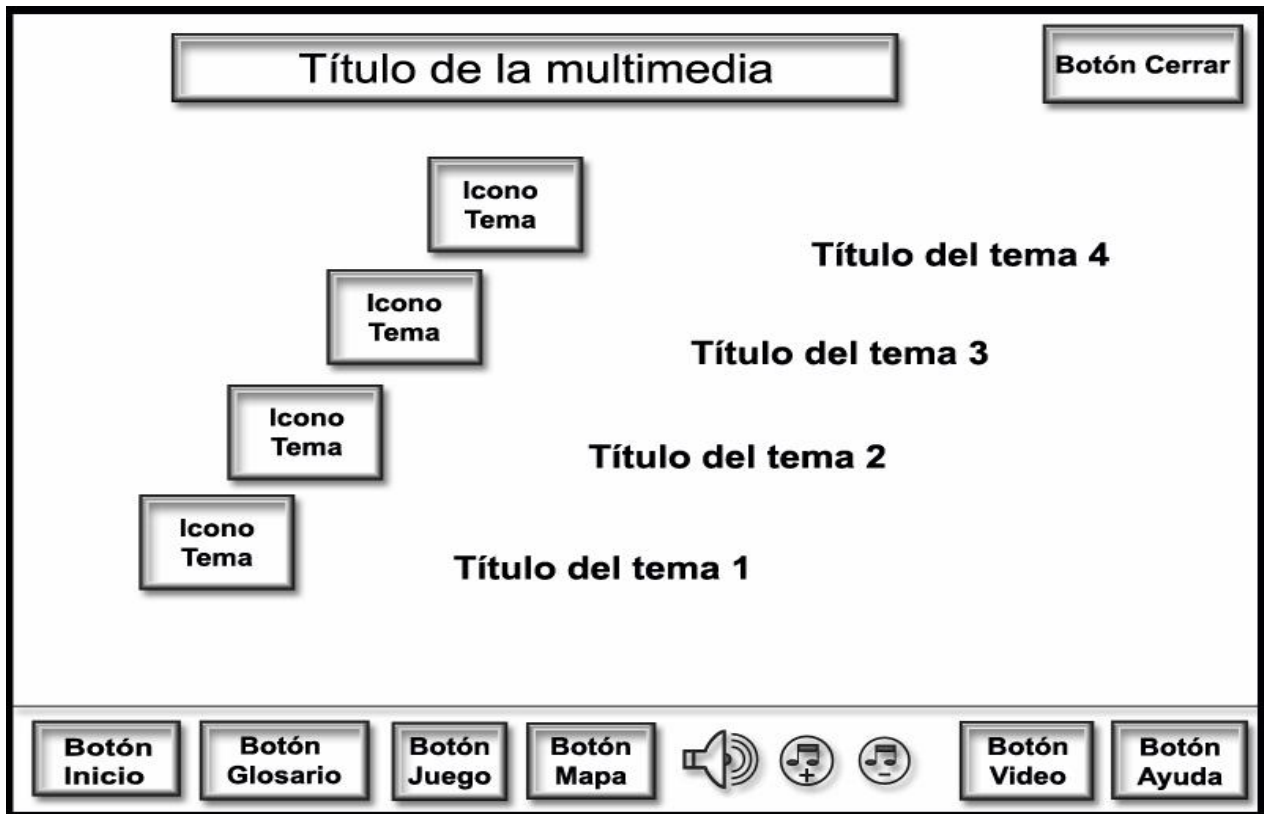 Título de la multimedia
Botón Cerrar
Icono
Tema
Título del tema 4
Icono
Tema
Título del tema 3
Icono
Tema
Título del tema 2
Icono
Tema
Título del tema 1
Botón
Inicio
Botón
Glosario
Botón
Juego
Botón
Mapa
Botón
Video
Botón
Ayuda